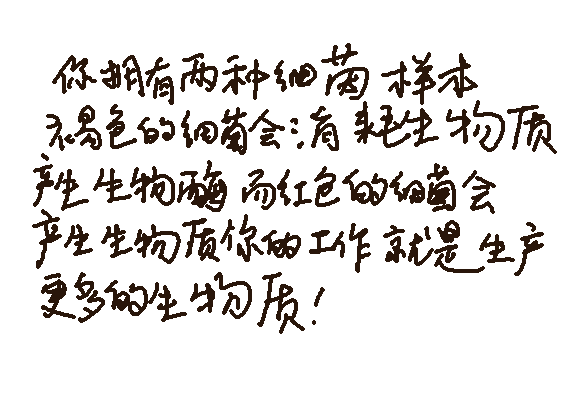 你拥有两种细菌样本
褐色的细菌会消耗生物质
产生生物酶而红色的细菌会
产生生物质你的工作就是生产
更多的生物质!